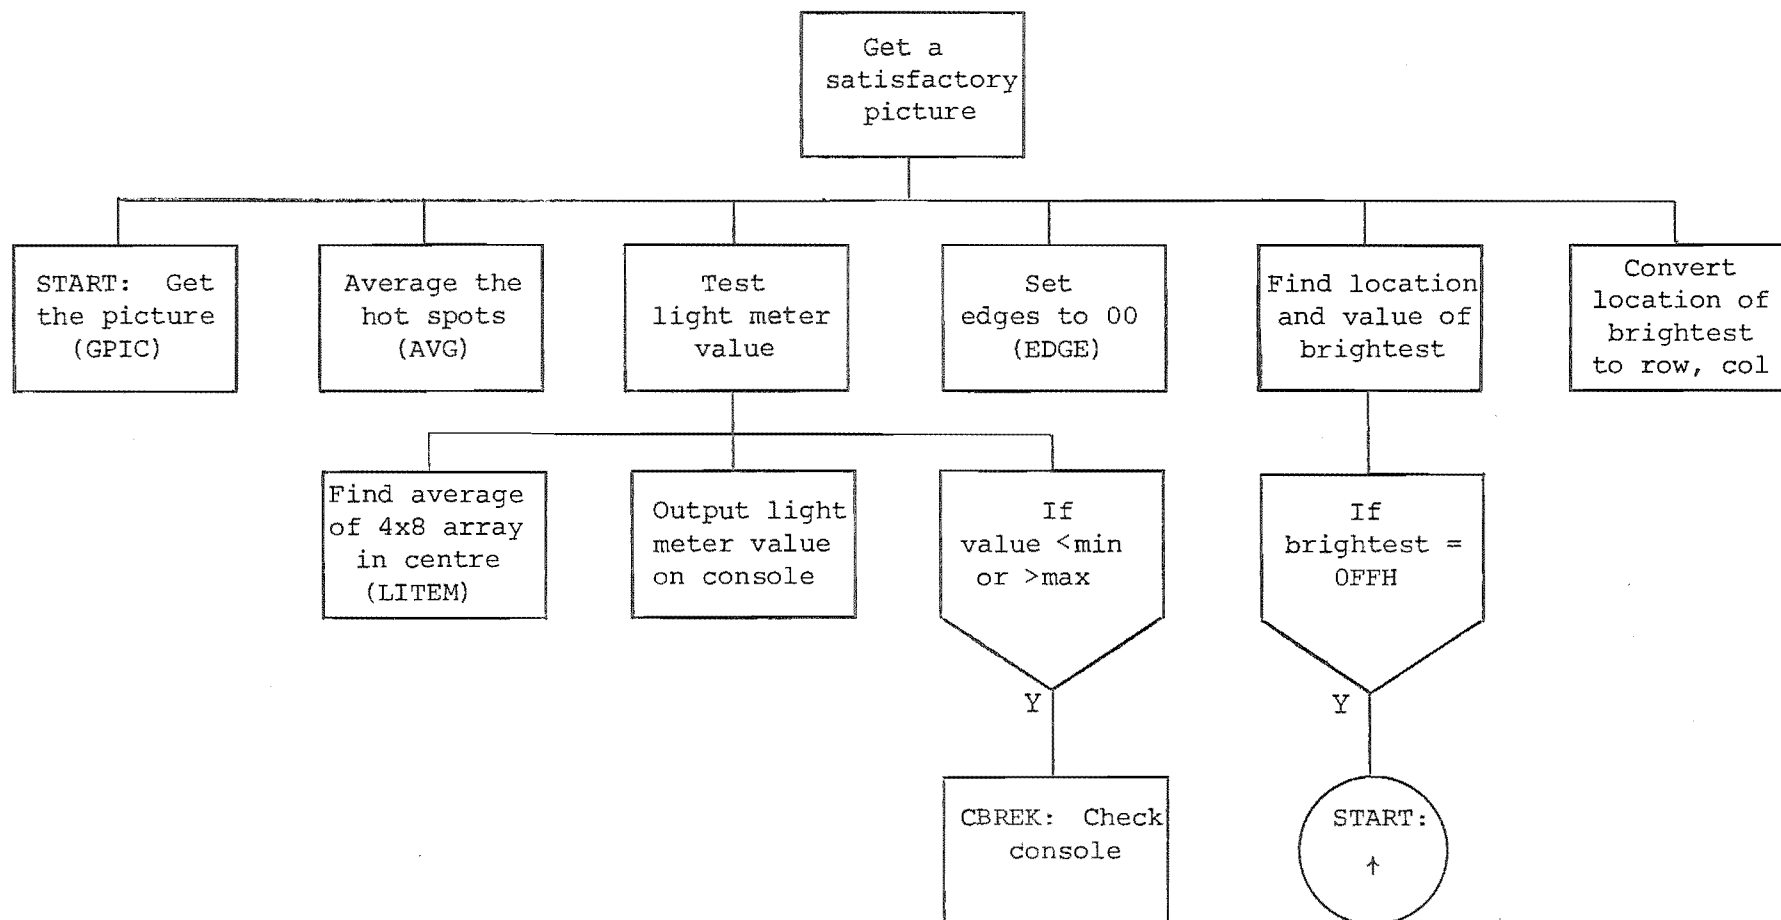 Get a
satisfactory
picture
START: Get
the picture
(GPIC)
Average the
hot spots
(AVG)
Test
light meter
value
Set
edges to 00
(EDGE)
Find location
and value of
brightest
Convert
location of
brightest
to row, col
Find average
of 4x8 array
in centre
(LITEM)
Output light
meter value
on console
If
value <min
or >max
If
brightest =
OFFH
Y
Y
CBREK: Check
console
START:
↑